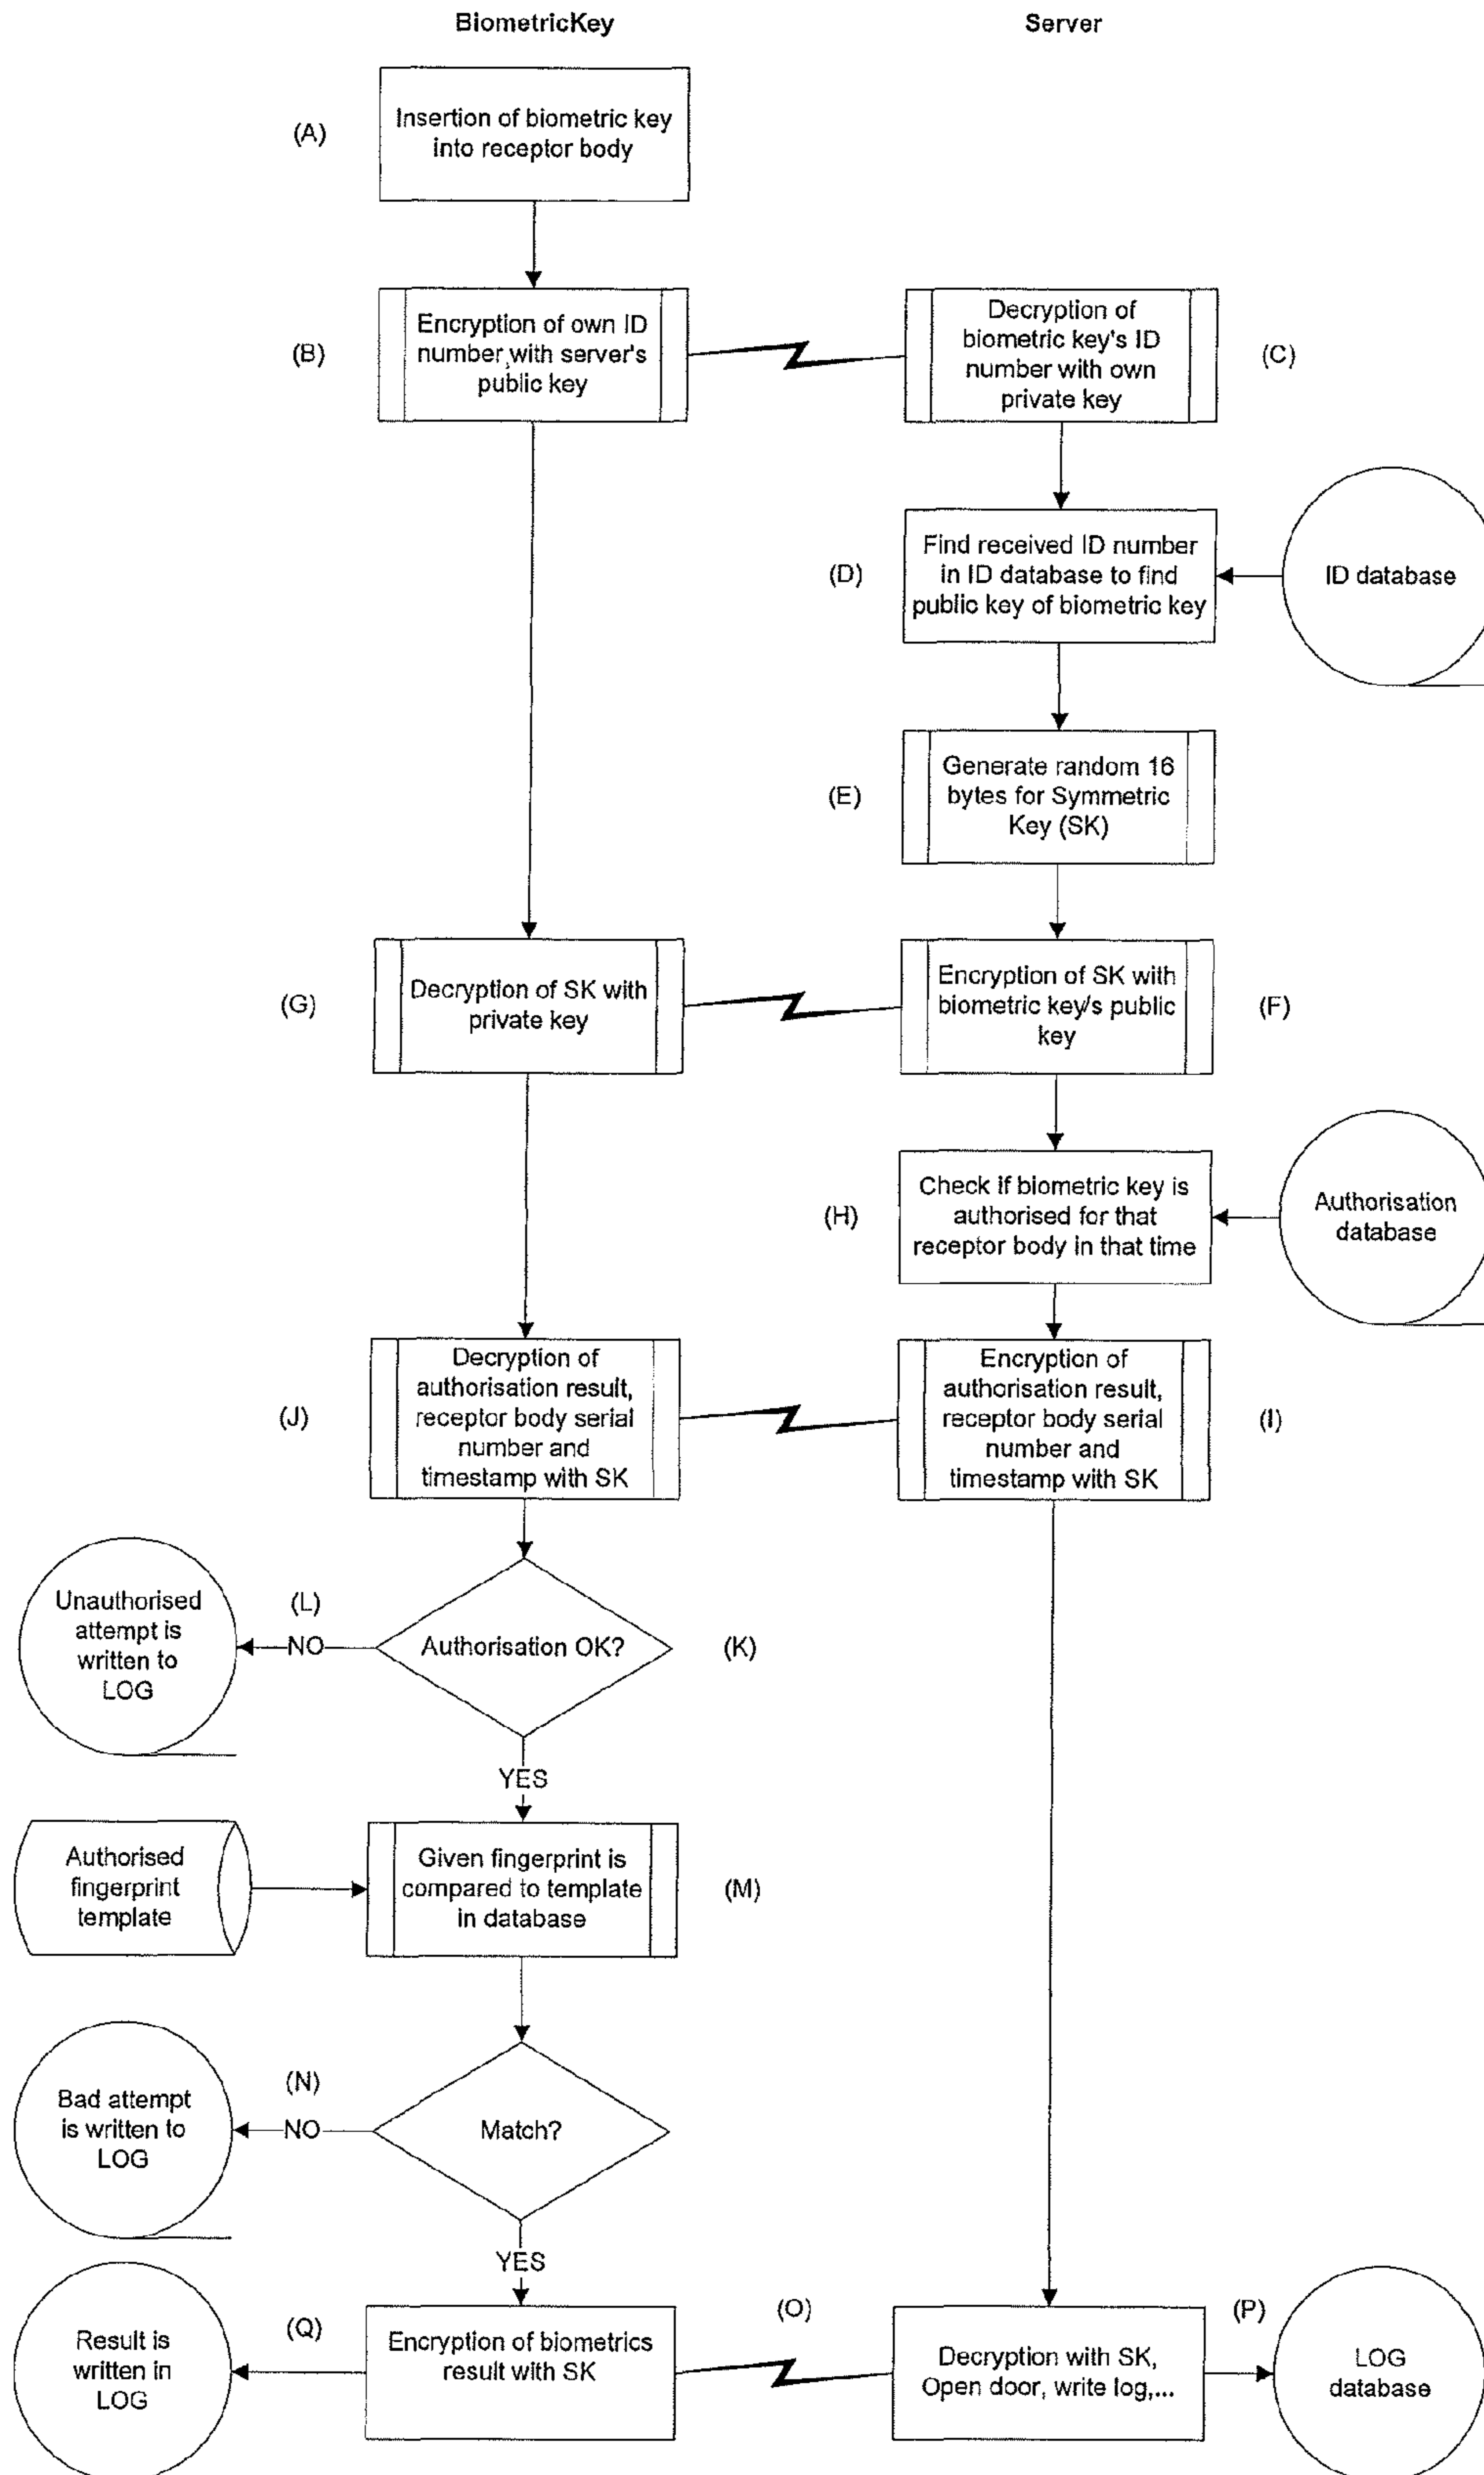 BiometricKey
Server
(A)
Insertion of biometric key
into receptor body
(B)
Encryption of own ID
number with server's
public key
Decryption of
biometric key's ID
number with own
private key
(C)
(D)
Find received ID number
in ID database to find
public key of biometric key
ID database
(E)
Generate random 16
bytes for Symmetric
Key (SK)
(G)
Decryption of SK with
private key
Encryption of SK with
biometric key's public
key
(F)
(H)
Check if biometric key is
authorised for that
receptor body in that time
Authorisation
database
(J)
Decryption of
authorisation result,
receptor body serial
number and
timestamp with SK
Encryption of
authorisation result,
receptor body serial
number and
timestamp with SK
(I)
Unauthorised
attempt is
written to
LOG
(L)
NO
Authorisation OK?
(K)
YES
Authorised
fingerprint
template
Given fingerprint is
compared to template
in database
(M)
Bad attempt
is written to
LOG
(N)
NO
Match?
YES
Result is
written in
LOG
(Q)
Encryption of biometrics
result with SK
(O)
Decryption with SK,
Open door, write log,...
(P)
LOG
database